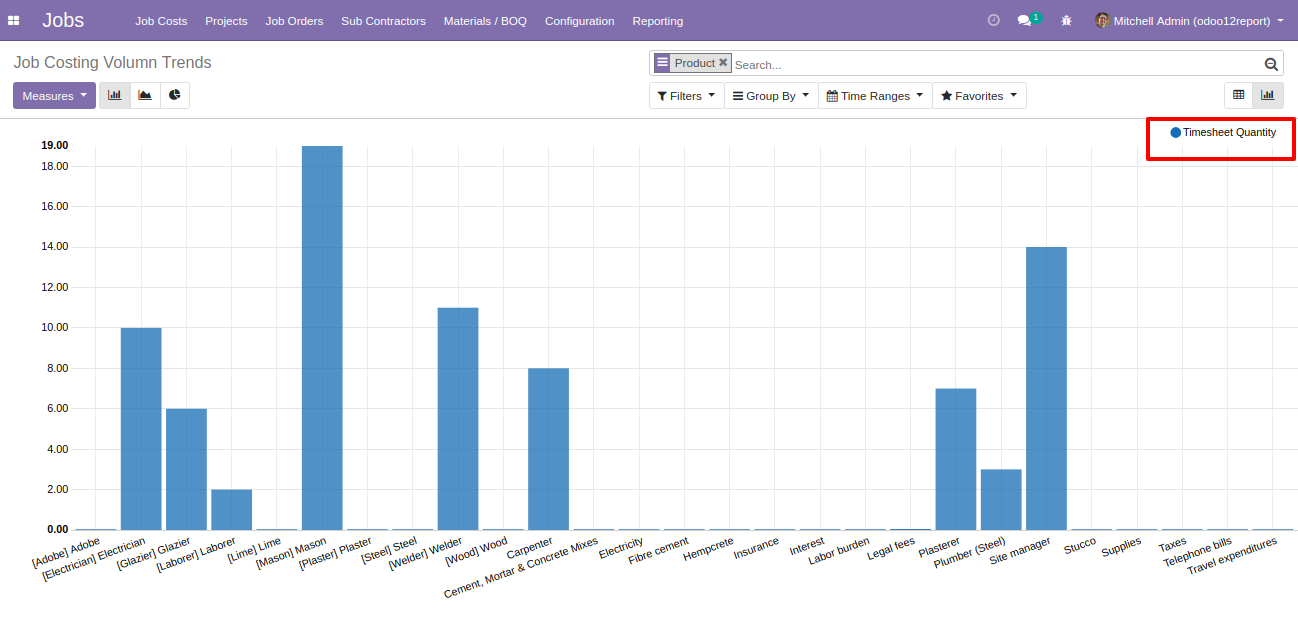 Jobs Job Costs Projects Job Orders Sub Contractors Materials / BOQ Configuration Reporting 1 Mitchell Admin (odoo12report)
Job Costing Volumn Trends
Product Search...
Measures
Filters Group By Time Ranges Favorites
Timesheet Quantity
19.00
18.00
16.00
14.00
12.00
10.00
8.00
6.00
4.00
2.00
0.00
[Adobe] Adobe
[Electrician] Electrician
[Glazier] Glazier
[Laborer] Laborer
[Lime] Lime
[Mason] Mason
[Plaster] Plaster
[Steel] Steel
[Welder] Welder
[Wood] Wood
Carpenter
Cement, Mortar & Concrete Mixes
Electricity
Fibre cement
Hempcrete
Insurance
Interest
Labor burden
Legal fees
Plasterer
Plumber (Steel)
Site manager
Stucco
Supplies
Taxes
Telephone bills
Travel expenditures